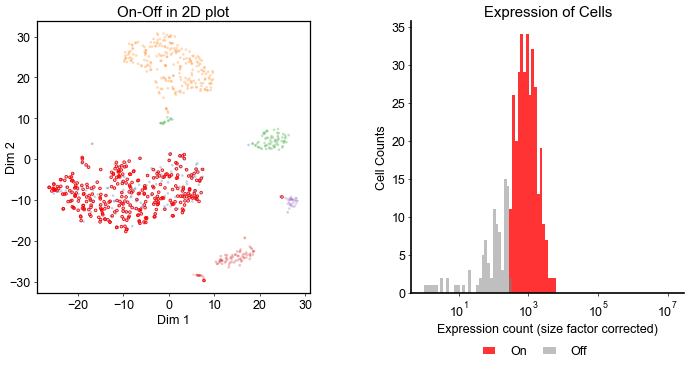 On-Off in 2D plot
Dim 2
30
20
10
0
−10
−20
−30
−20 −10 0 10 20 30
Dim 1
Expression of Cells
Cell Counts
35
30
25
20
15
10
5
0
10^1 10^3 10^5 10^7
Expression count (size factor corrected)
On Off